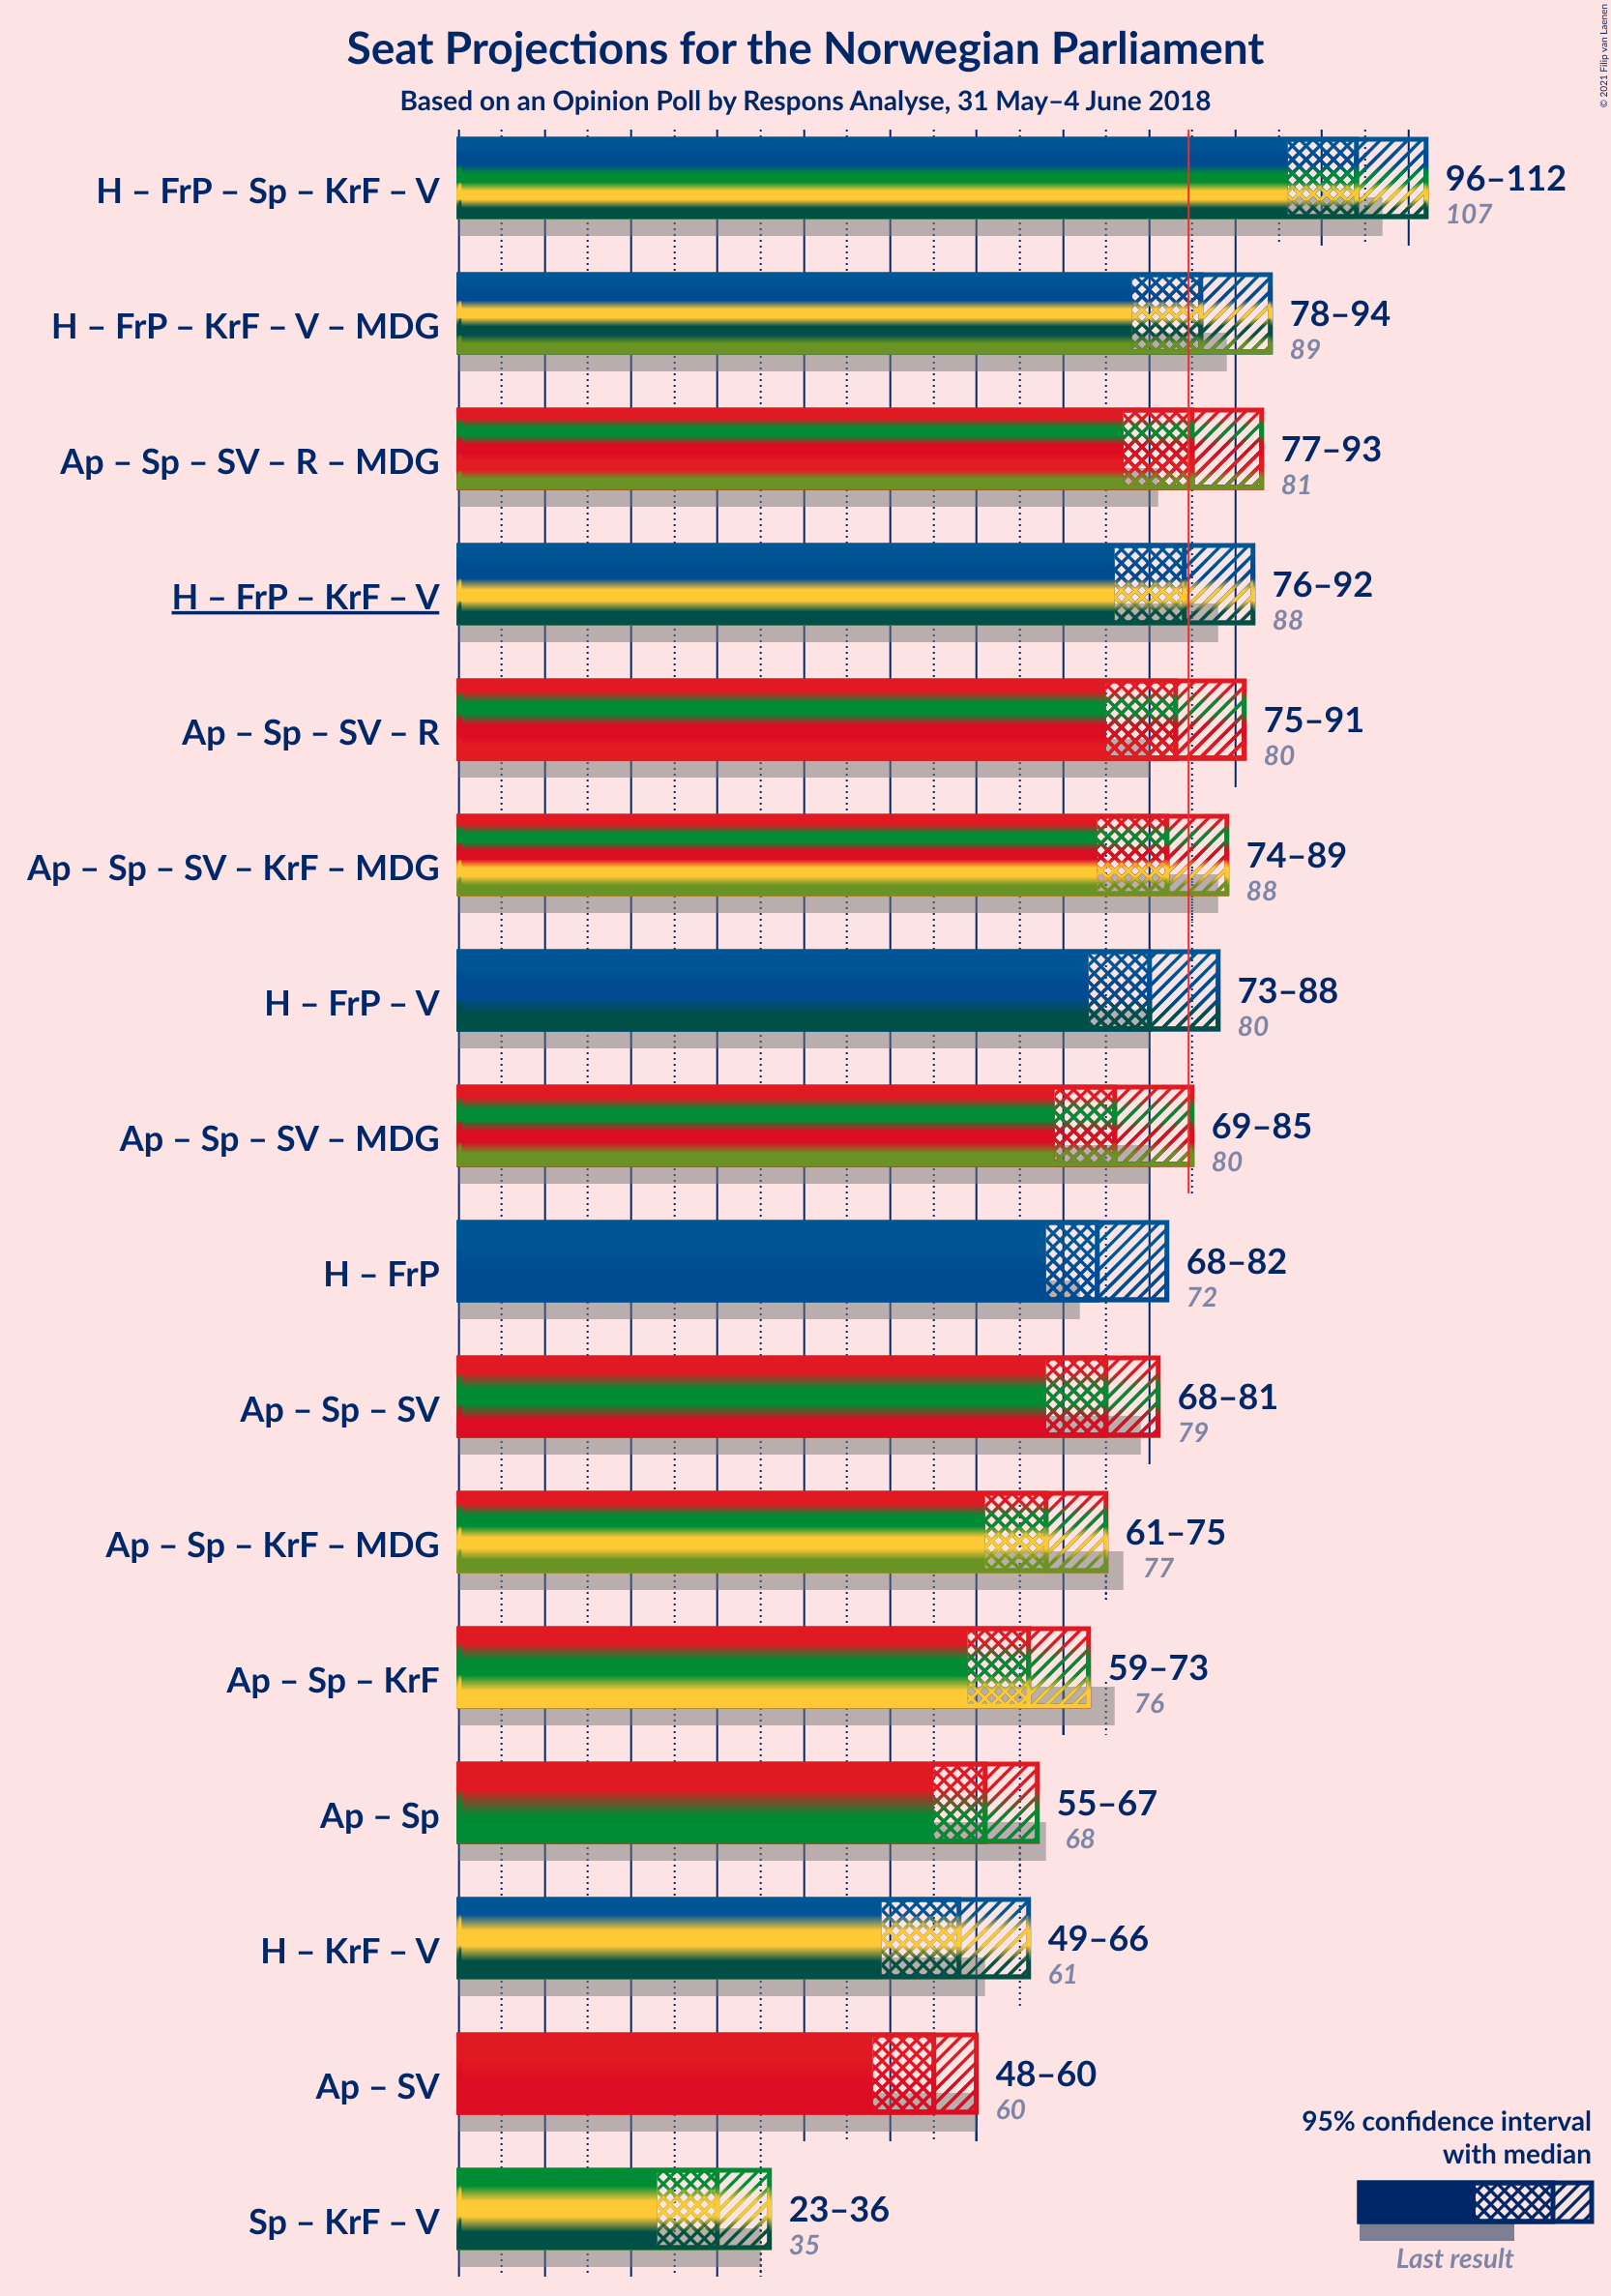 Seat Projections for the Norwegian Parliament
Based on an Opinion Poll by Respons Analyse, 31 May–4 June 2018
© 2021 Filip van Laenen
H – FrP – Sp – KrF – V
96–112
107
H – FrP – KrF – V – MDG
78–94
89
Ap – Sp – SV – R – MDG
77–93
81
H – FrP – KrF – V
76–92
88
Ap – Sp – SV – R
75–91
80
Ap – Sp – SV – KrF – MDG
74–89
88
H – FrP – V
73–88
80
Ap – Sp – SV – MDG
69–85
80
H – FrP
68–82
72
Ap – Sp – SV
68–81
79
Ap – Sp – KrF – MDG
61–75
77
Ap – Sp – KrF
59–73
76
Ap – Sp
55–67
68
H – KrF – V
49–66
61
Ap – SV
48–60
60
Sp – KrF – V
23–36
35
95% confidence interval
with median
Last result